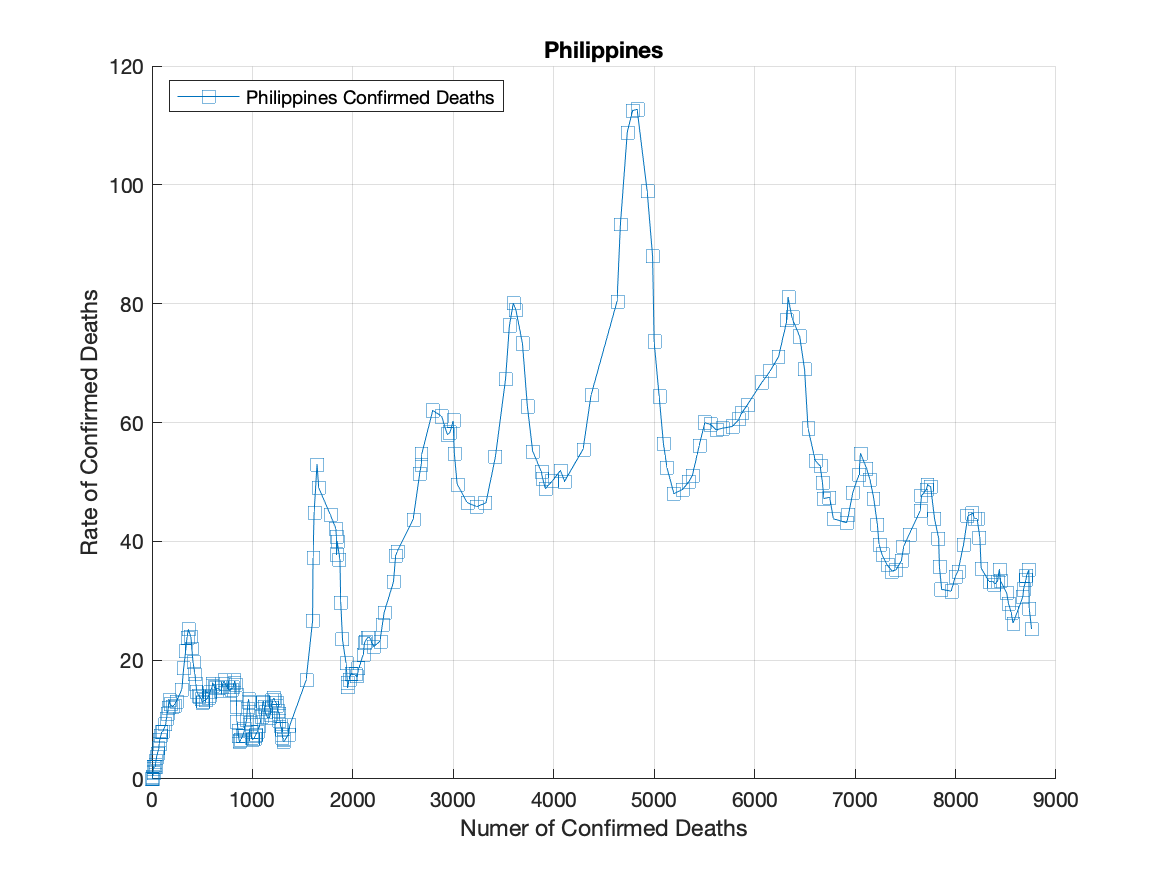 Philippines
Philippines Confirmed Deaths
120
100
80
60
40
20
0
Rate of Confirmed Deaths
0 1000 2000 3000 4000 5000 6000 7000 8000 9000
Numer of Confirmed Deaths